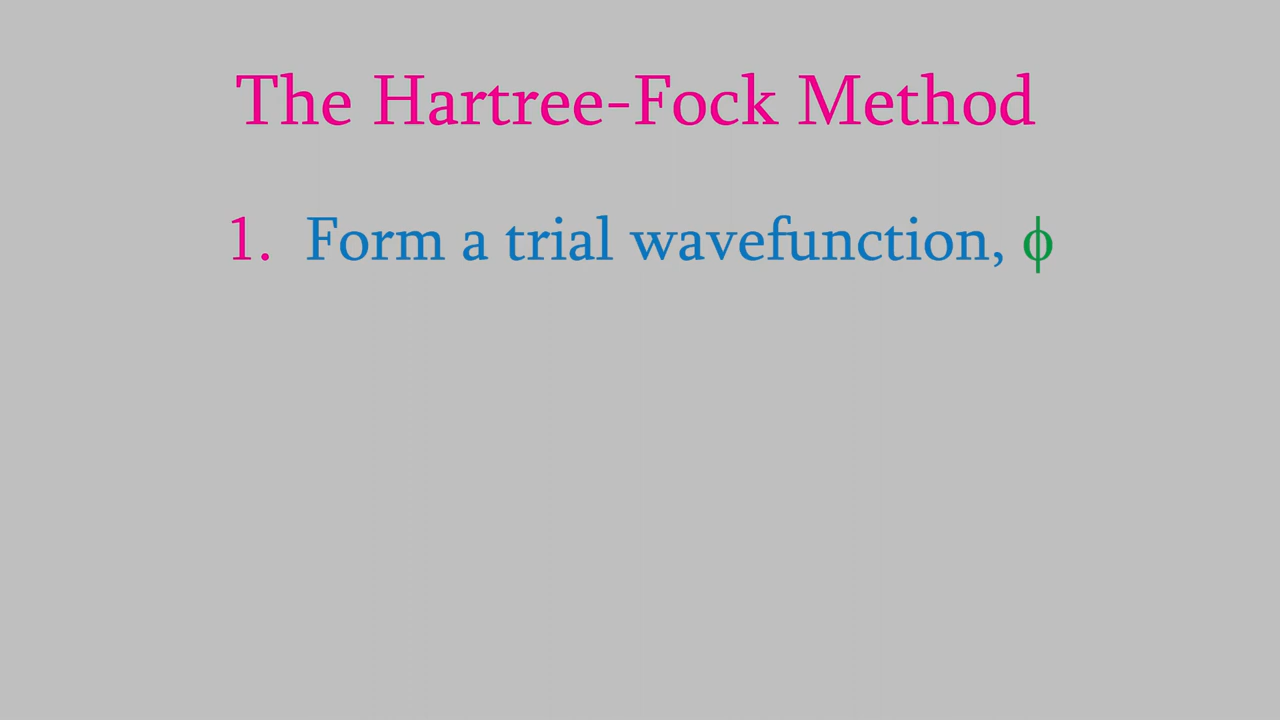 The Hartree-Fock Method
1. Form a trial wavefunction, ϕ